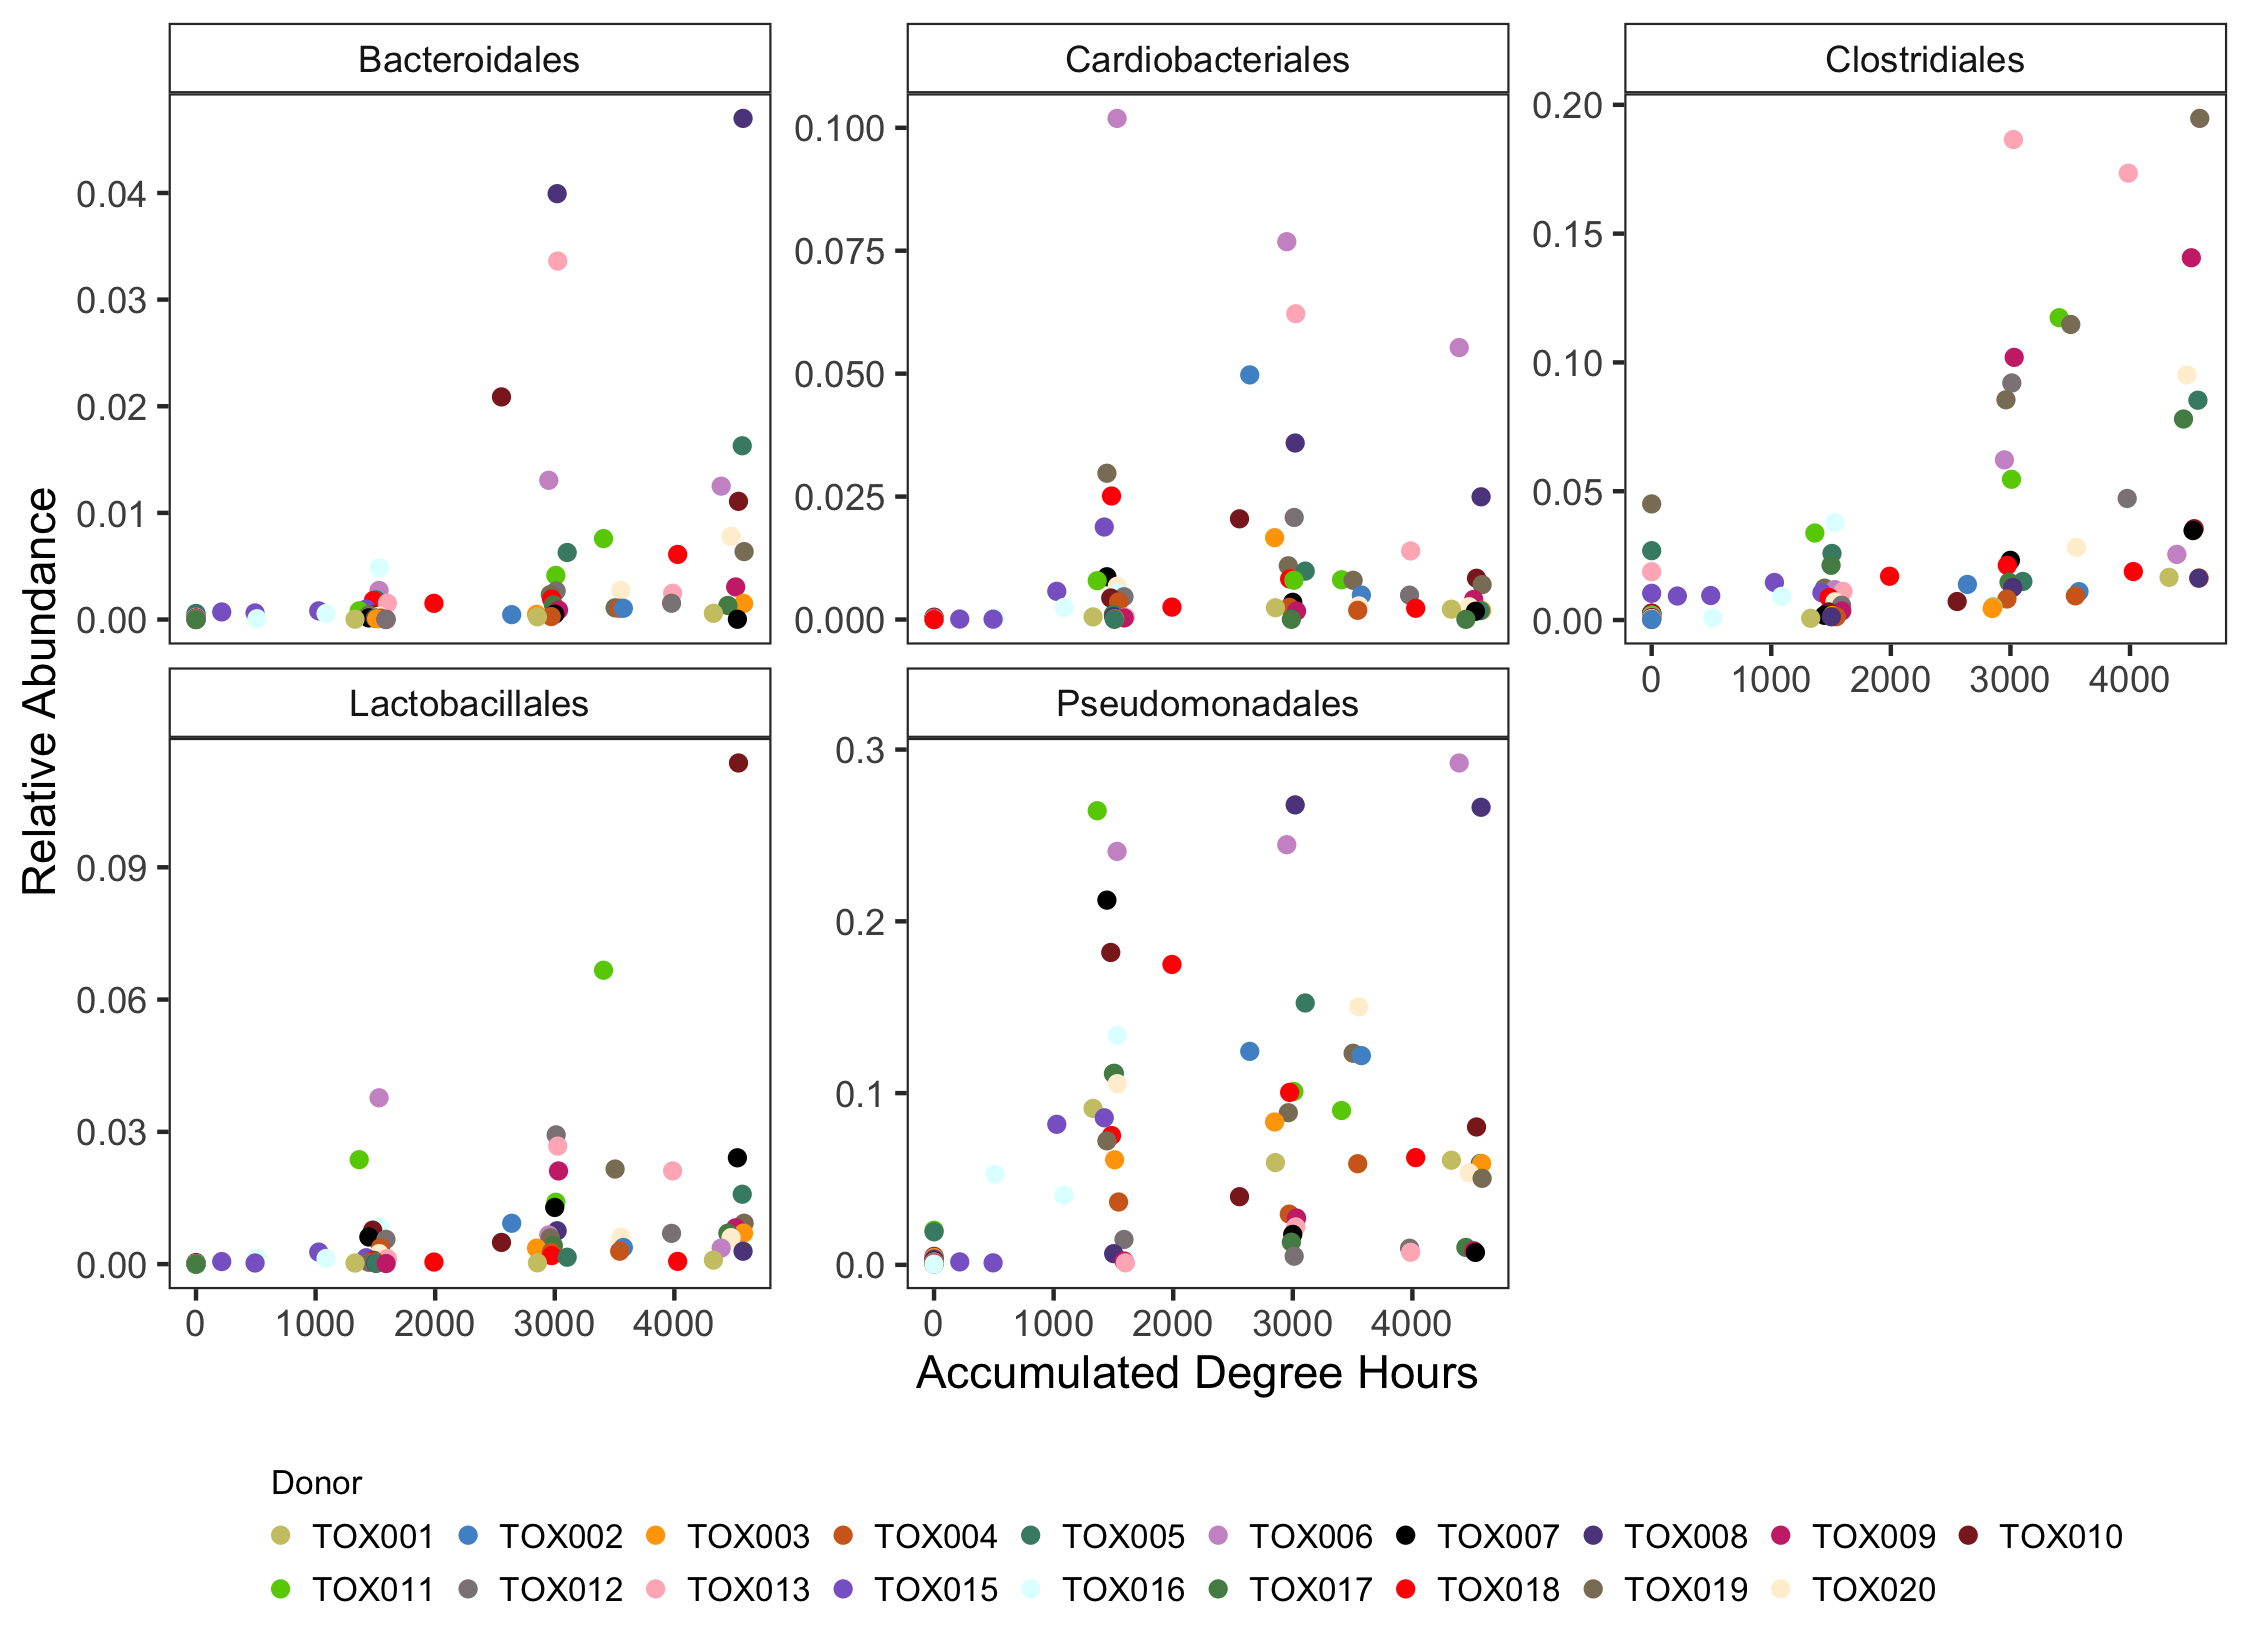 Bacteroidales
Cardiobacteriales
Clostridiales
0.00
0.01
0.02
0.03
0.04
0.000
0.025
0.050
0.075
0.100
0.00
0.05
0.10
0.15
0.20
0 1000 2000 3000 4000
Lactobacillales
Pseudomonadales
0.00
0.03
0.06
0.09
0.0
0.1
0.2
0.3
0 1000 2000 3000 4000
0 1000 2000 3000 4000
Relative Abundance
Accumulated Degree Hours
Donor
TOX001 TOX002 TOX003 TOX004 TOX005 TOX006 TOX007 TOX008 TOX009 TOX010
TOX011 TOX012 TOX013 TOX015 TOX016 TOX017 TOX018 TOX019 TOX020